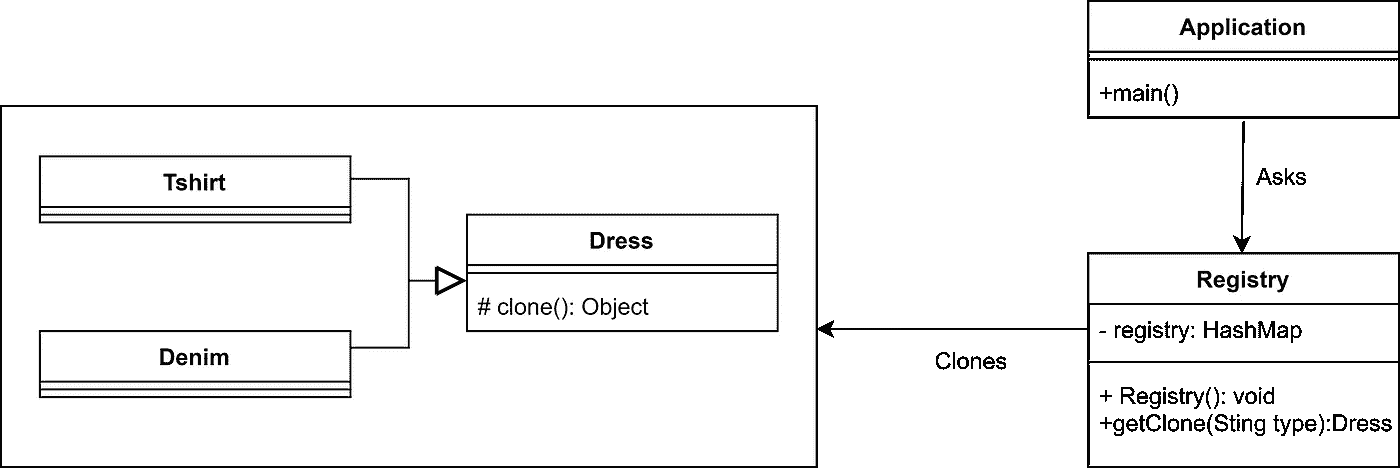 Application
+main()
Asks
Tshirt
Dress
# clone(): Object
Denim
Clones
Registry
- registry: HashMap
+ Registry(): void
+getClone(Sting type):Dress